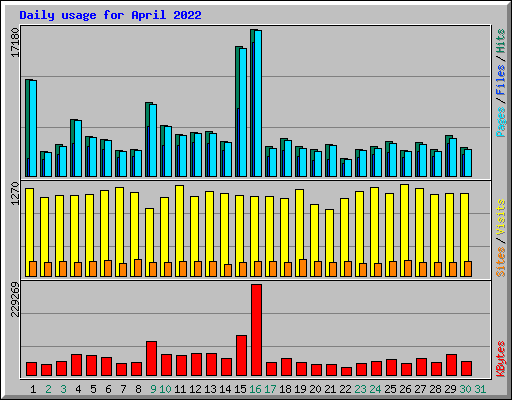 Daily usage for April 2022
17180
Pages / Files / Hits
1270
Sites / Visits
229269
KBytes
1 2 3 4 5 6 7 8 9 10 11 12 13 14 15 16 17 18 19 20 21 22 23 24 25 26 27 28 29 30 31